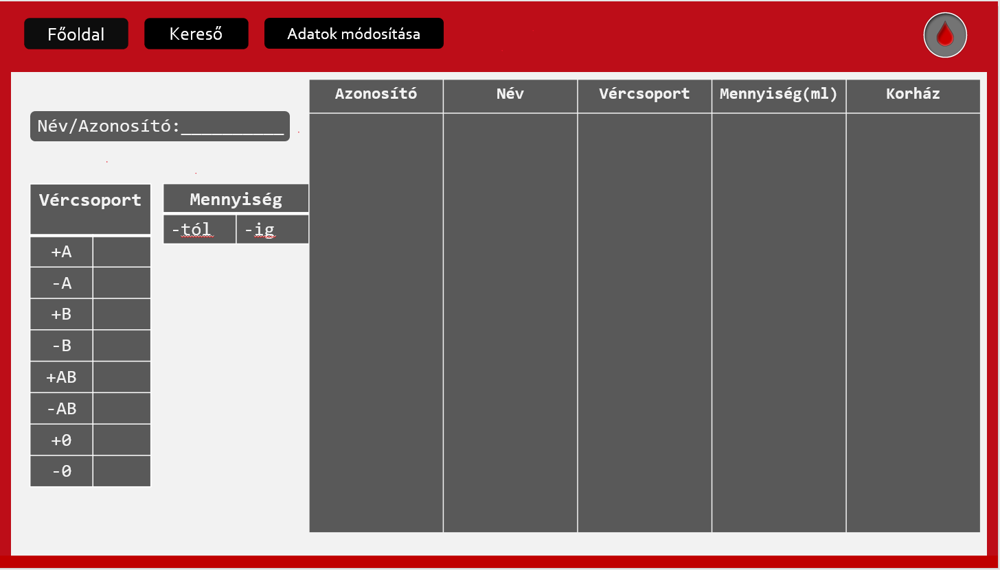 Főoldal Kereső Adatok módosítása
Azonosító Név Vércsoport Mennyiség(ml) Korház
Név/Azonosító:__________
Vércsoport Mennyiség
-tól -ig
+A
-A
+B
-B
+AB
-AB
+0
-0